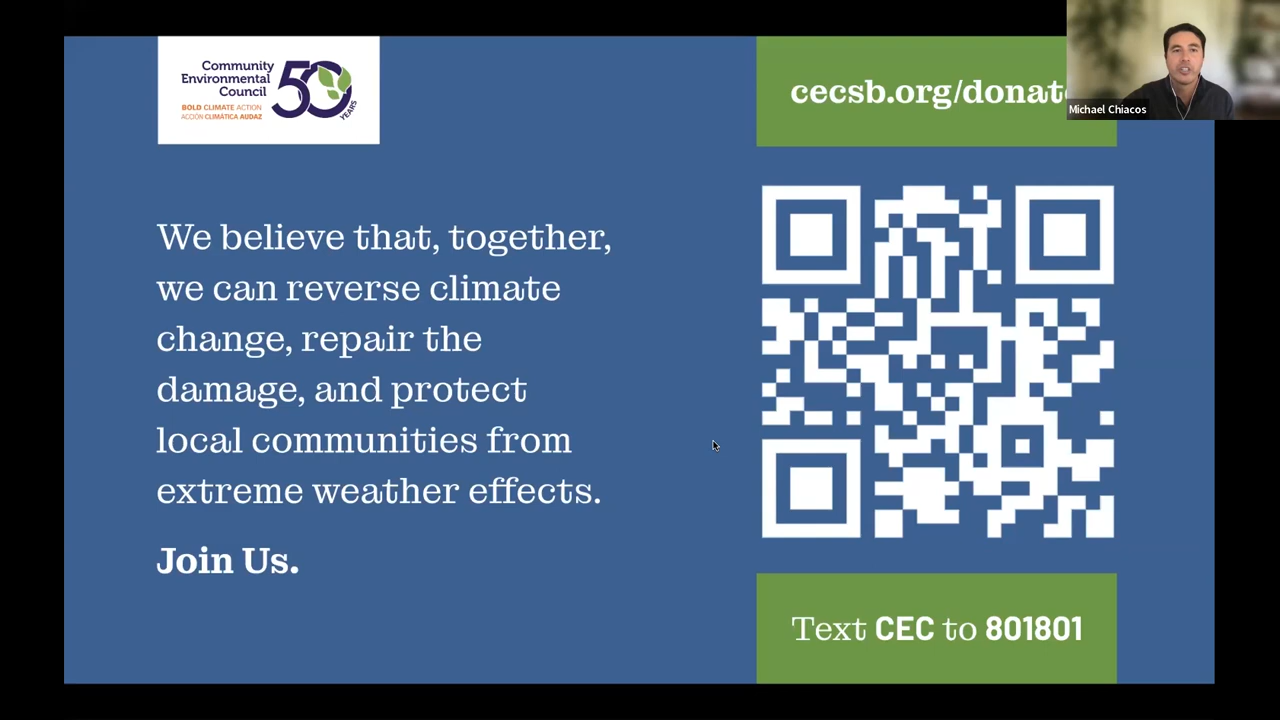 Community
Environmental
Council
50
YEARS
BOLD CLIMATE ACTION
ACCIÓN CLIMÁTICA AUDAZ
cecsb.org/donat
Michael Chiacos
We believe that, together,
we can reverse climate
change, repair the
damage, and protect
local communities from
extreme weather effects.
Join Us.
Text CEC to 801801